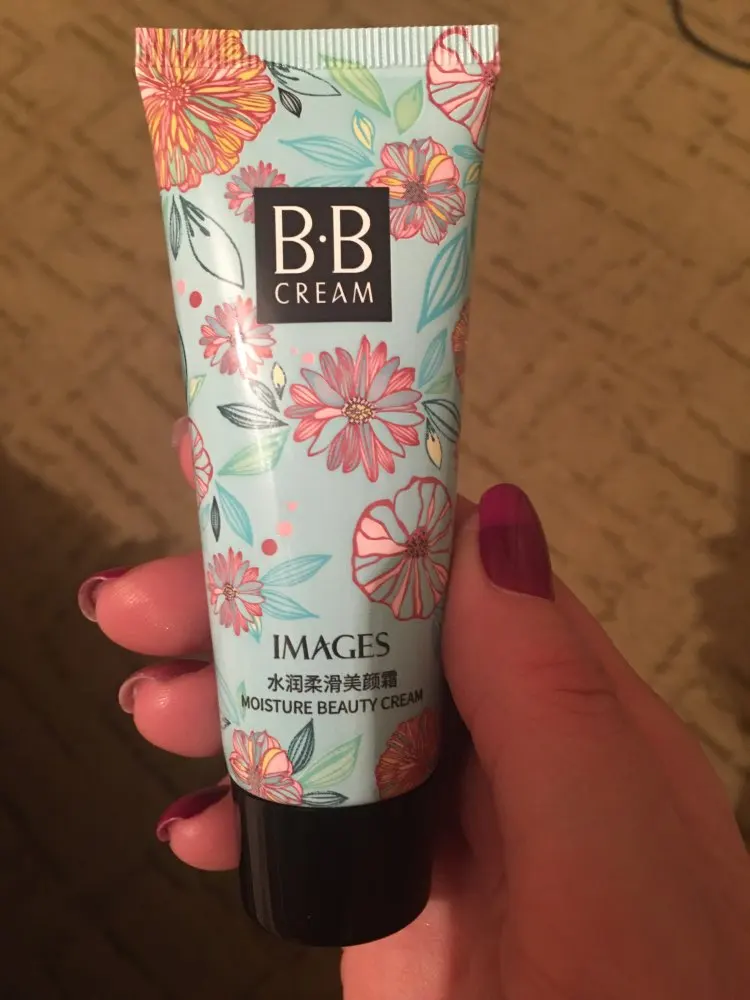 B·B
CREAM
IMAGES
水润柔滑美颜霜
MOISTURE BEAUTY CREAM